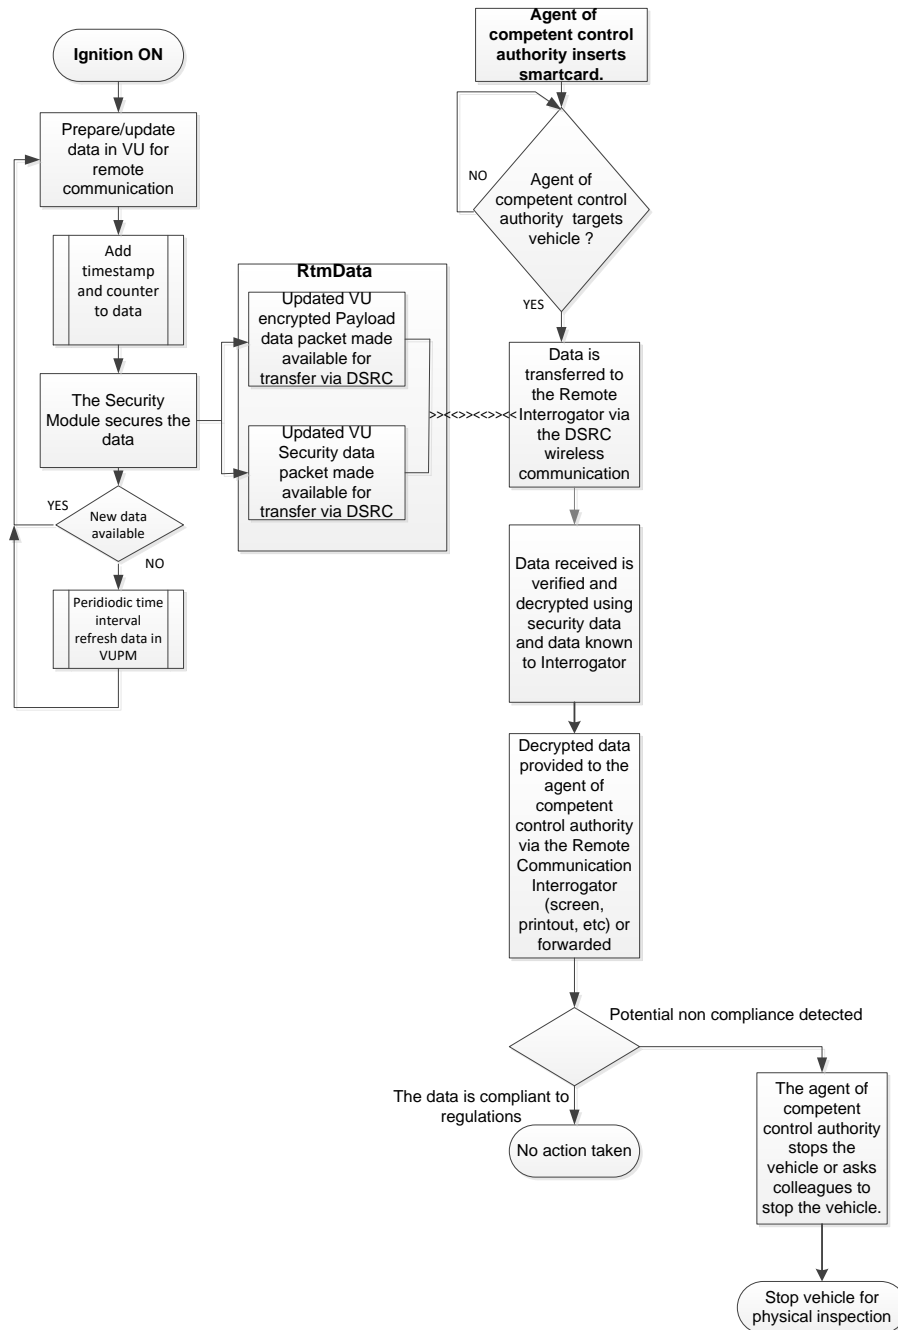 Ignition ON
Prepare/update
data in VU for
remote
communication
Add
timestamp
and counter
to data
The Security
Module secures the
data
YES
New data
available
NO
Peridiodic time
interval
refresh data in
VUPM
RtmData
Updated VU
encrypted Payload
data packet made
available for
transfer via DSRC
Updated VU
Security data
packet made
available for
transfer via DSRC
>><<>><<>><<
Agent of
competent control
authority inserts
smartcard.
NO
Agent of
competent control
authority targets
vehicle ?
YES
Data is
transferred to
the Remote
Interrogator via
the DSRC
wireless
communication
Data received is
verified and
decrypted using
security data
and data known
to Interrogator
Decrypted data
provided to the
agent of
competent
control authority
via the Remote
Communication
Interrogator
(screen,
printout, etc) or
forwarded
Potential non compliance detected
The data is compliant to
regulations
No action taken
The agent of
competent
control authority
stops the
vehicle or asks
colleagues to
stop the vehicle.
Stop vehicle for
physical inspection